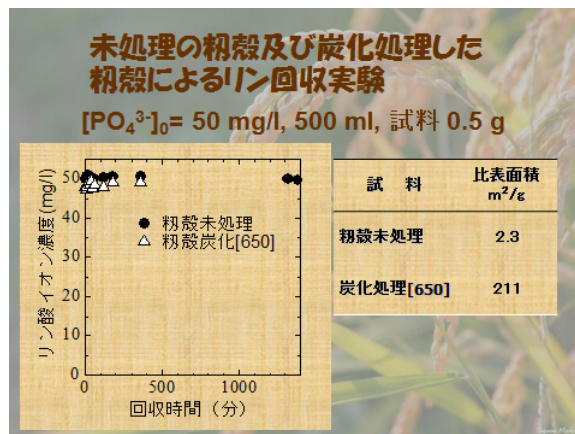 未処理の籾殻及び炭化処理した
籾殻によるリン回収実験
[PO₄³⁻]₀= 50 mg/l, 500 ml, 試料 0.5 g
リン酸イオン濃度(mg/l)
50
40
30
20
10
0
● 籾殻未処理
△ 籾殻炭化[650]
0 500 1000
回収時間（分）
試 料 比表面積 m²/g
籾殻未処理 2.3
炭化処理[650] 211